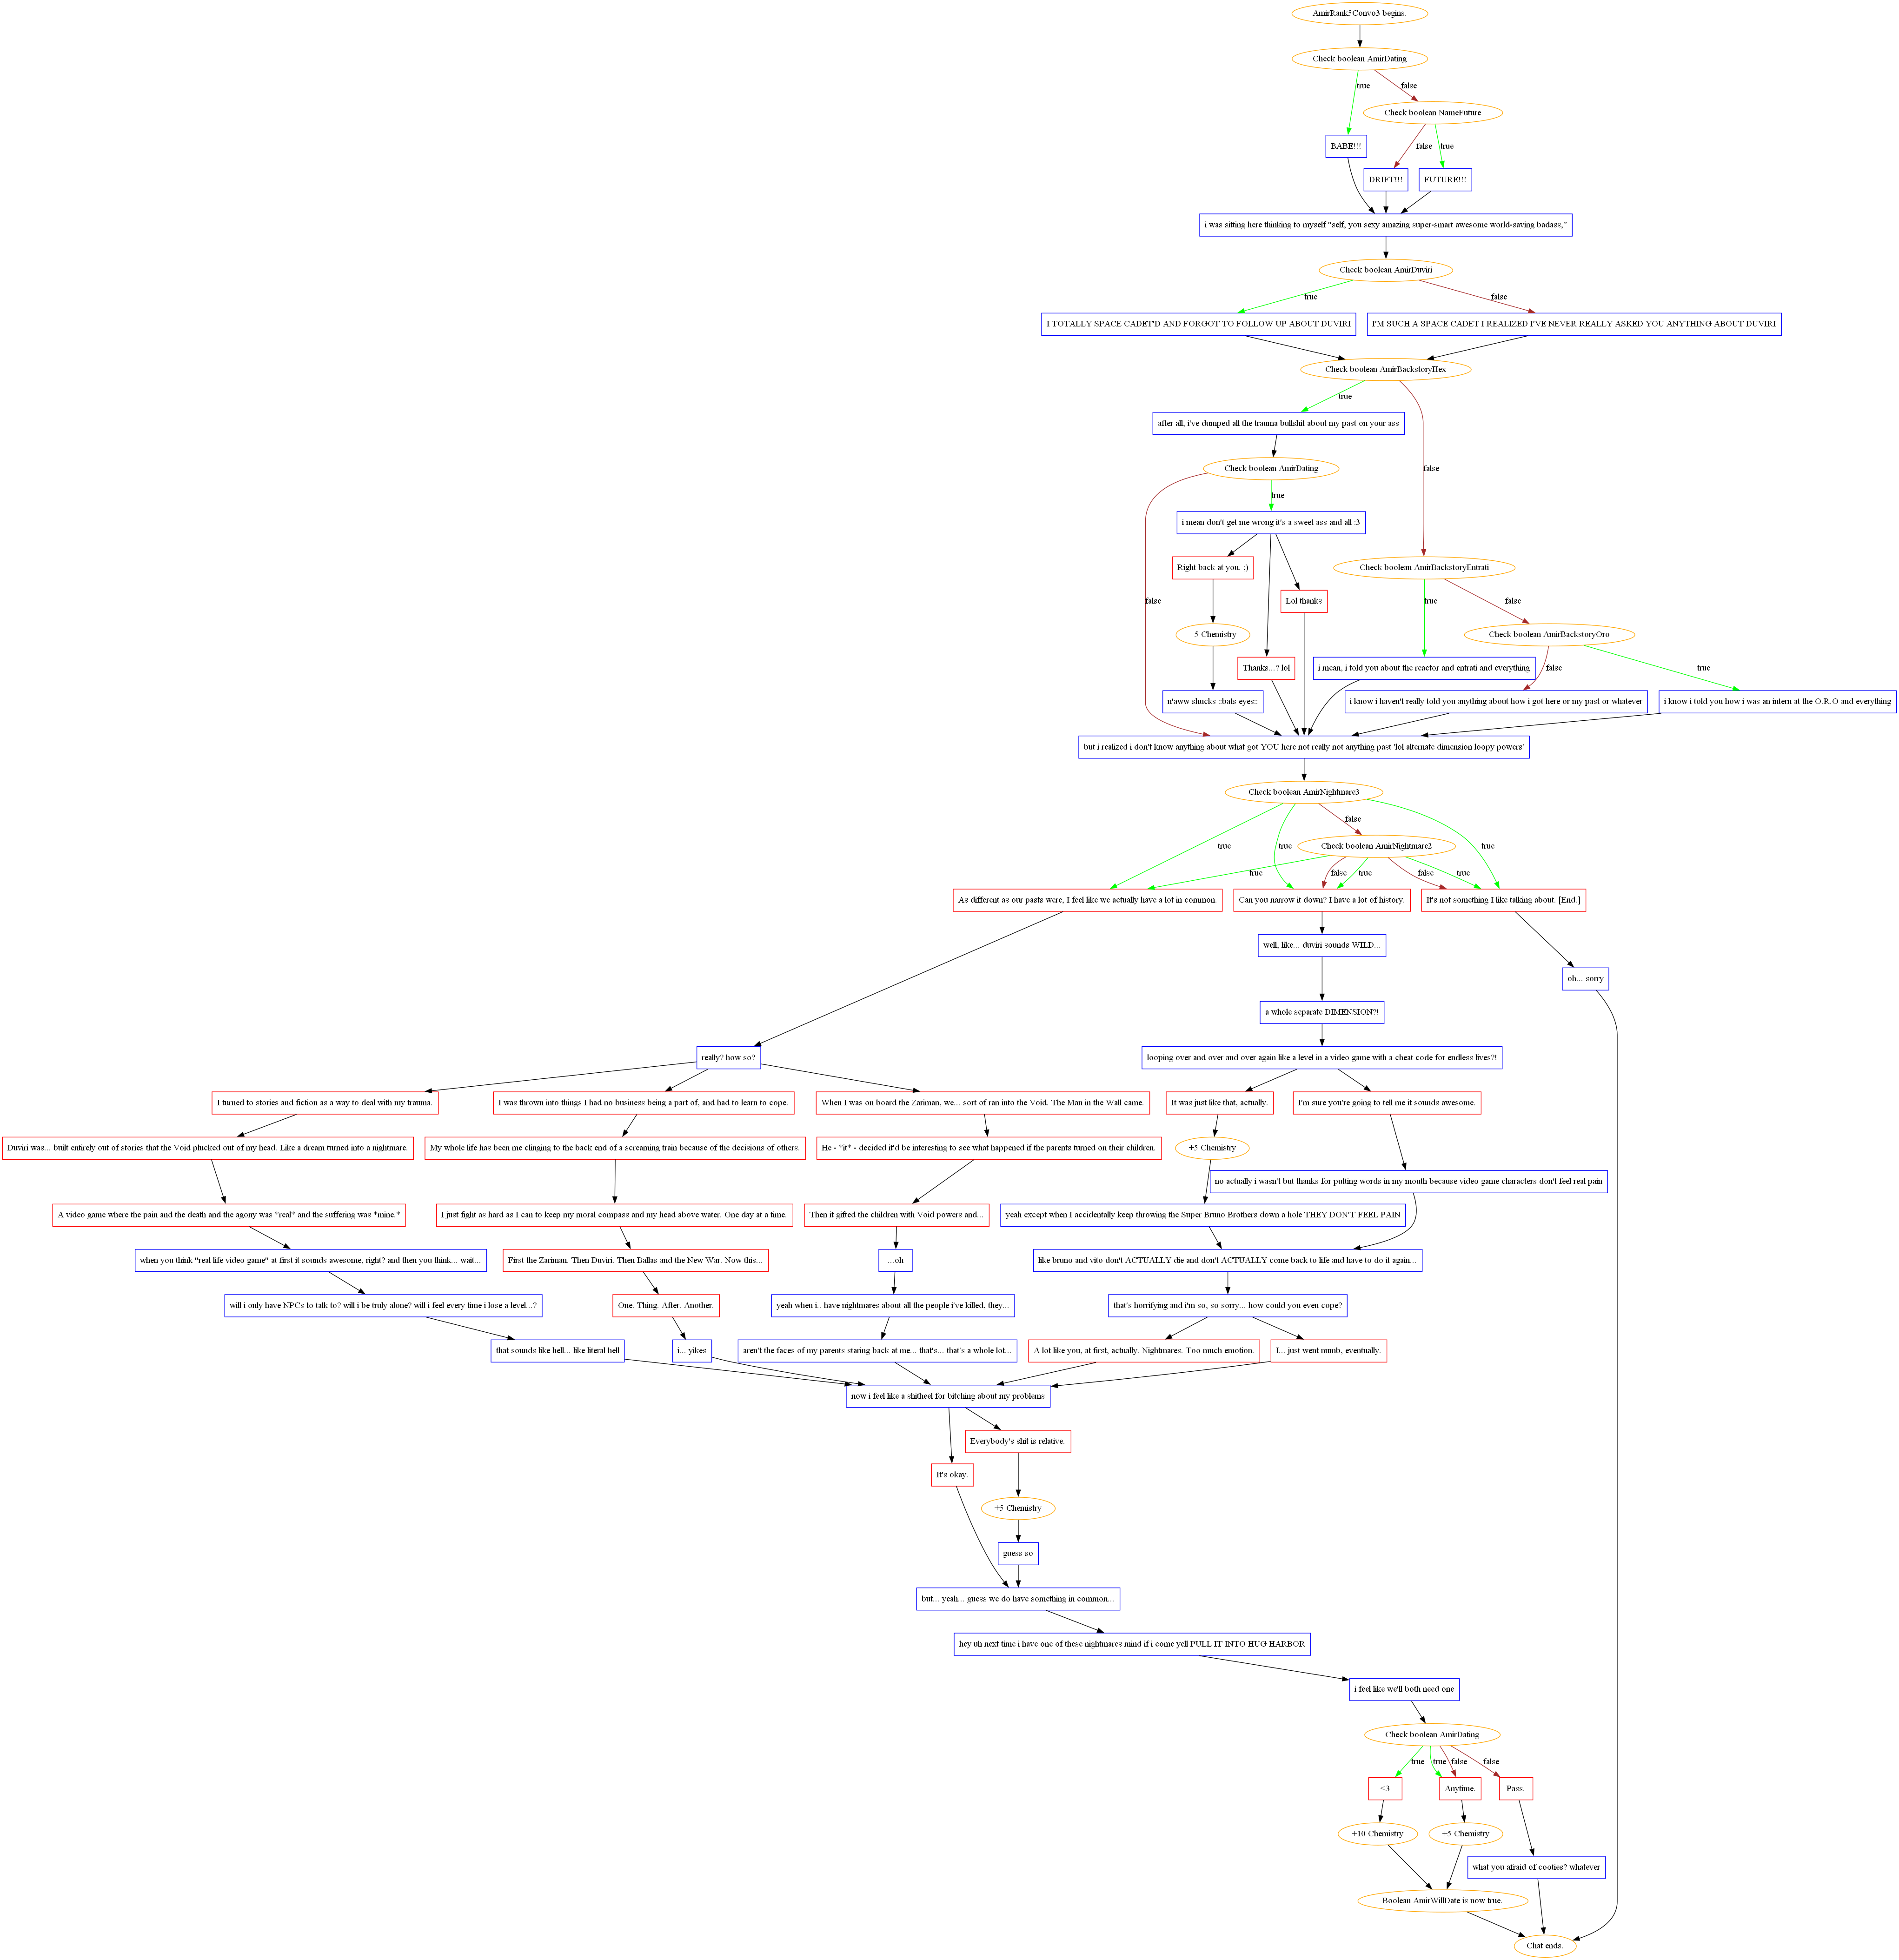 AmirRank5Convo3 begins.
Check boolean AmirDating
true
false
Check boolean NameFuture
BABE!!!
false
true
DRIFT!!!
FUTURE!!!
i was sitting here thinking to myself "self, you sexy amazing super-smart awesome world-saving badass,"
Check boolean AmirDuviri
true
false
I TOTALLY SPACE CADET'D AND FORGOT TO FOLLOW UP ABOUT DUVIRI
I'M SUCH A SPACE CADET I REALIZED I'VE NEVER REALLY ASKED YOU ANYTHING ABOUT DUVIRI
Check boolean AmirBackstoryHex
true
after all, i've dumped all the trauma bullshit about my past on your ass
Check boolean AmirDating
false
true
i mean don't get me wrong it's a sweet ass and all :3
Right back at you. ;)
Check boolean AmirBackstoryEntrati
Lol thanks
false
true
false
+5 Chemistry
Check boolean AmirBackstoryOro
Thanks...? lol
i mean, i told you about the reactor and entrati and everything
false
true
n'aww shucks ::bats eyes::
i know i haven't really told you anything about how i got here or my past or whatever
i know i told you how i was an intern at the O.R.O and everything
but i realized i don't know anything about what got YOU here not really not anything past 'lol alternate dimension loopy powers'
Check boolean AmirNightmare3
false
true
true
Check boolean AmirNightmare2
true
true
false
true
false
true
As different as our pasts were, I feel like we actually have a lot in common.
Can you narrow it down? I have a lot of history.
It's not something I like talking about. [End.]
well, like... duviri sounds WILD...
oh... sorry
a whole separate DIMENSION?!
really? how so?
looping over and over and over again like a level in a video game with a cheat code for endless lives?!
I turned to stories and fiction as a way to deal with my trauma.
I was thrown into things I had no business being a part of, and had to learn to cope.
When I was on board the Zariman, we... sort of ran into the Void. The Man in the Wall came.
It was just like that, actually.
I'm sure you're going to tell me it sounds awesome.
Duviri was... built entirely out of stories that the Void plucked out of my head. Like a dream turned into a nightmare.
My whole life has been me clinging to the back end of a screaming train because of the decisions of others.
He - *it* - decided it'd be interesting to see what happened if the parents turned on their children.
+5 Chemistry
no actually i wasn't but thanks for putting words in my mouth because video game characters don't feel real pain
A video game where the pain and the death and the agony was *real* and the suffering was *mine.*
I just fight as hard as I can to keep my moral compass and my head above water. One day at a time.
Then it gifted the children with Void powers and...
yeah except when I accidentally keep throwing the Super Bruno Brothers down a hole THEY DON'T FEEL PAIN
when you think "real life video game" at first it sounds awesome, right? and then you think... wait...
First the Zariman. Then Duviri. Then Ballas and the New War. Now this...
...oh
like bruno and vito don't ACTUALLY die and don't ACTUALLY come back to life and have to do it again...
will i only have NPCs to talk to? will i be truly alone? will i feel every time i lose a level...?
One. Thing. After. Another.
yeah when i.. have nightmares about all the people i've killed, they...
that's horrifying and i'm so, so sorry... how could you even cope?
that sounds like hell... like literal hell
i... yikes
aren't the faces of my parents staring back at me... that's... that's a whole lot...
A lot like you, at first, actually. Nightmares. Too much emotion.
I... just went numb, eventually.
now i feel like a shitheel for bitching about my problems
Everybody's shit is relative.
It's okay.
+5 Chemistry
guess so
but... yeah... guess we do have something in common...
hey uh next time i have one of these nightmares mind if i come yell PULL IT INTO HUG HARBOR
i feel like we'll both need one
Check boolean AmirDating
true
true
false
false
<3
Anytime.
Pass.
+10 Chemistry
+5 Chemistry
what you afraid of cooties? whatever
Boolean AmirWillDate is now true.
Chat ends.